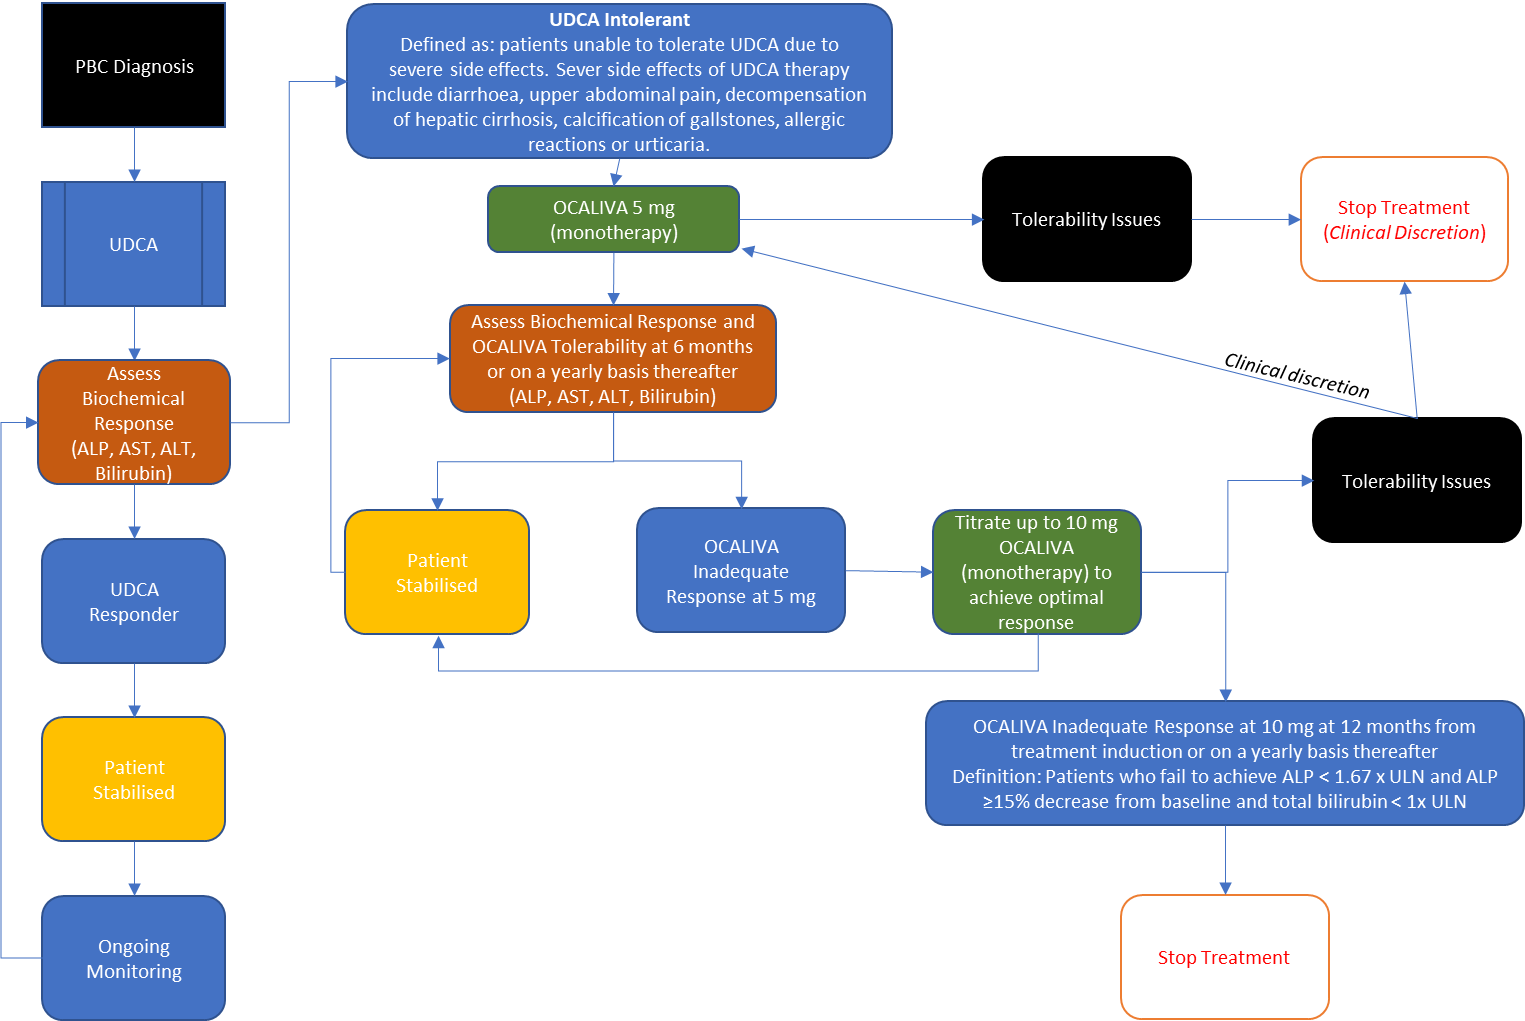 PBC Diagnosis
UDCA
Assess
Biochemical
Response
(ALP, AST, ALT,
Bilirubin)
UDCA
Responder
Patient
Stabilised
Ongoing
Monitoring
UDCA Intolerant
Defined as: patients unable to tolerate UDCA due to
severe side effects. Sever side effects of UDCA therapy
include diarrhoea, upper abdominal pain, decompensation
of hepatic cirrhosis, calcification of gallstones, allergic
reactions or urticaria.
OCALIVA 5 mg
(monotherapy)
Tolerability Issues
Stop Treatment
(Clinical Discretion)
Assess Biochemical Response and
OCALIVA Tolerability at 6 months
or on a yearly basis thereafter
(ALP, AST, ALT, Bilirubin)
Clinical discretion
Tolerability Issues
Patient
Stabilised
OCALIVA
Inadequate
Response at 5 mg
Titrate up to 10 mg
OCALIVA
(monotherapy) to
achieve optimal
response
OCALIVA Inadequate Response at 10 mg at 12 months from
treatment induction or on a yearly basis thereafter
Definition: Patients who fail to achieve ALP < 1.67 x ULN and ALP
≥15% decrease from baseline and total bilirubin < 1x ULN
Stop Treatment